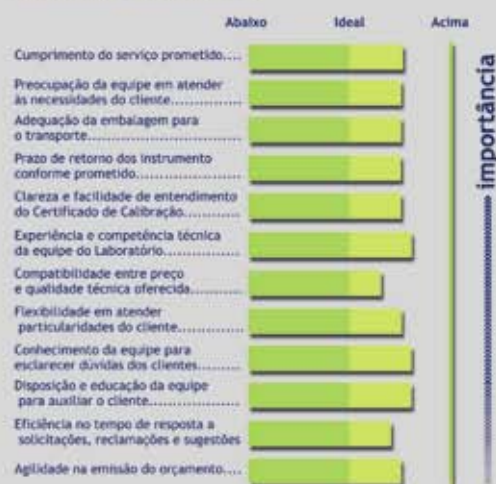 Abaixo Ideal Acima
Cumprimento do serviço prometido....
Preocupação da equipe em atender
às necessidades do cliente................
Adequação da embalagem para
o transporte...................................
Prazo de retorno dos instrumento
conforme prometido.........................
Clareza e facilidade de entendimento
do Certificado de Calibração.............
Experiência e competência técnica
da equipe do Laboratório..................
Compatibilidade entre preço
e qualidade técnica oferecida............
Flexibilidade em atender
particularidades do cliente...............
Conhecimento da equipe para
esclarecer dúvidas dos clientes..........
Disposição e educação da equipe
para auxiliar o cliente......................
Eficiência no tempo de resposta a
solicitações, reclamações e sugestões
Agilidade na emissão do orçamento....
importância